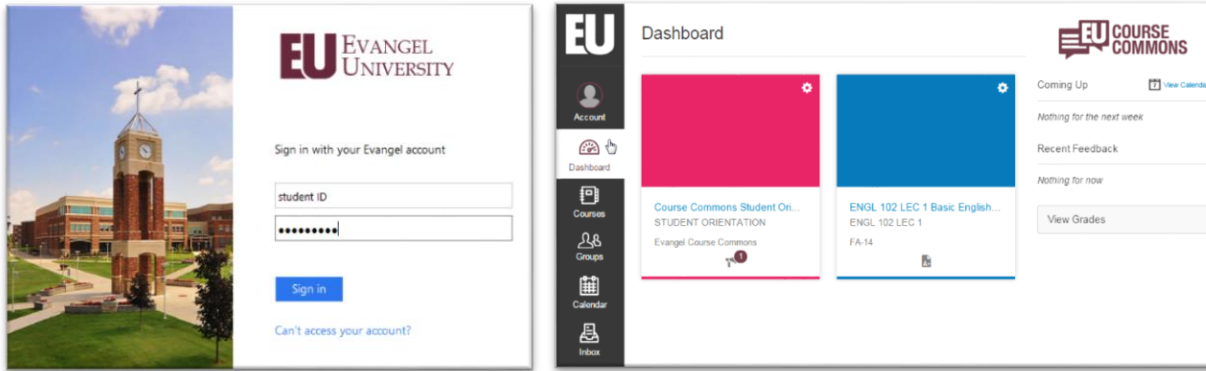 EU EVANGEL
UNIVERSITY
Sign in with your Evangel account
student ID
Sign in
Can't access your account?
EU
Account
Dashboard
Courses
Groups
Calendar
Inbox
Dashboard
Course Commons Student Ori...
STUDENT ORIENTATION
Evangel Course Commons
1
ENGL 102 LEC 1 Basic English...
ENGL 102 LEC 1
FA-14
EU COURSE
COMMONS
Coming Up
7 View Calenda
Nothing for the next week
Recent Feedback
Nothing for now
View Grades